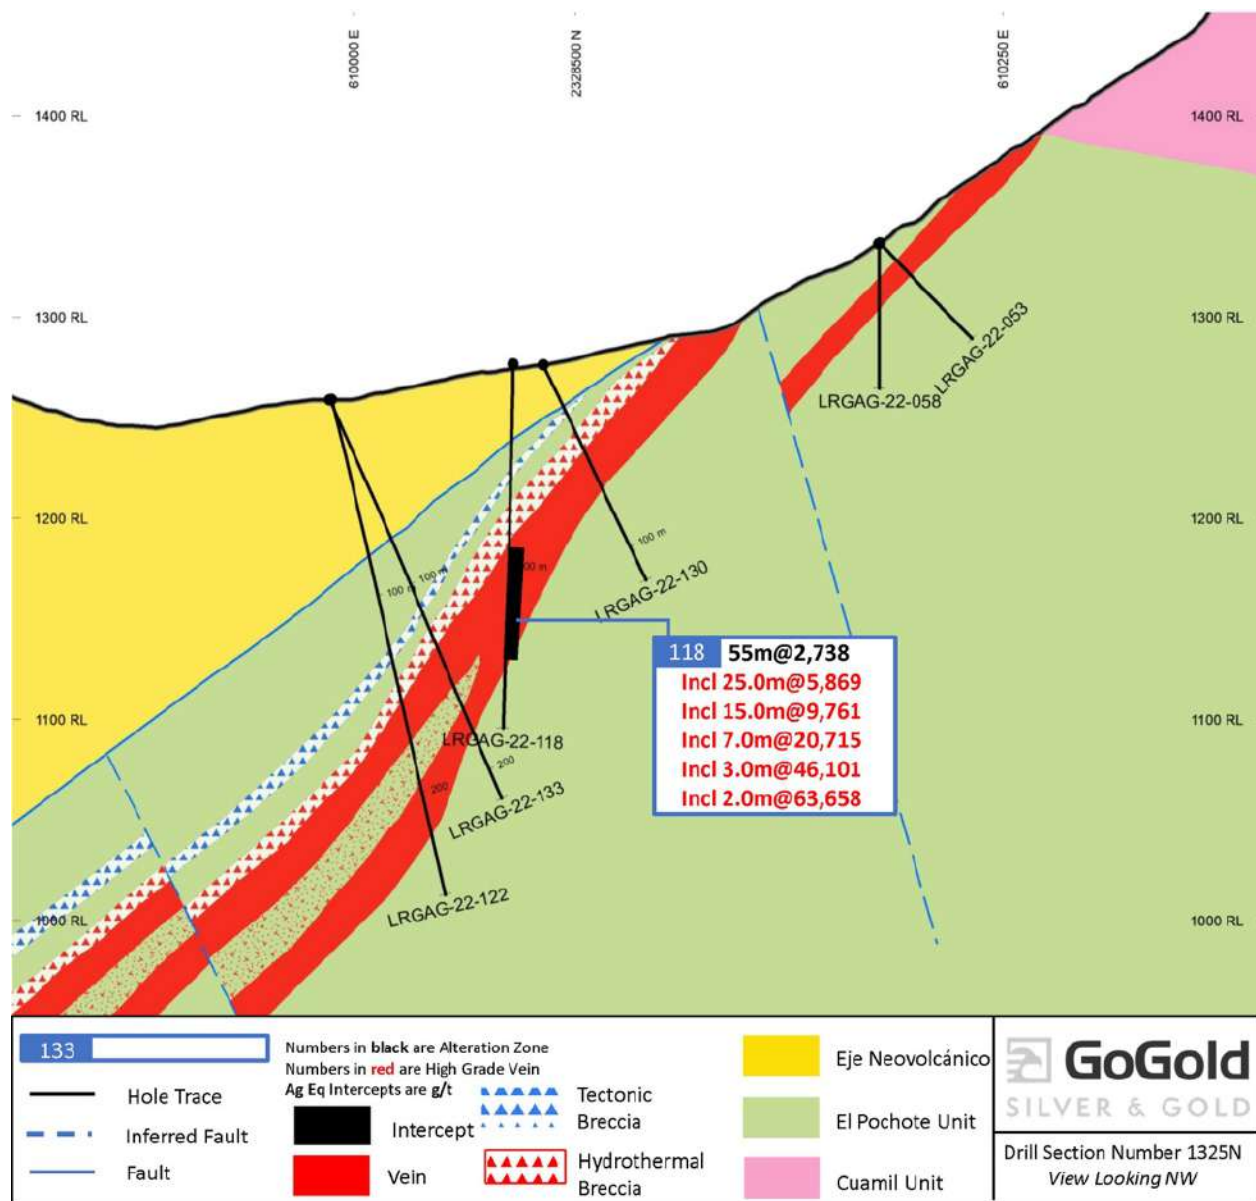 610000 E
2328500 N
610250 E
1400 RL
1400 RL
1300 RL
1300 RL
1200 RL
1200 RL
1100 RL
1100 RL
1000 RL
1000 RL
LRGAG-22-053
LRGAG-22-058
100 m
LRGAG-22-130
00 m
100 m
100 m
118 55m@2,738
Incl 25.0m@5,869
Incl 15.0m@9,761
Incl 7.0m@20,715
Incl 3.0m@46,101
Incl 2.0m@63,658
LRGAG-22-118
200
200
LRGAG-22-133
LRGAG-22-122
133
Numbers in black are Alteration Zone
Numbers in red are High Grade Vein
Ag Eq Intercepts are g/t
Hole Trace
Inferred Fault
Fault
Intercept
Vein
Tectonic
Breccia
Hydrothermal
Breccia
Eje Neovolcánico
El Pochote Unit
Cuamil Unit
GoGold
SILVER & GOLD
Drill Section Number 1325N
View Looking NW